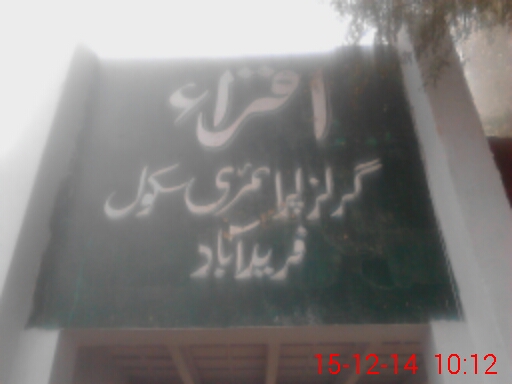 اقراء
گرلز پرائمری سکول
فریدآباد
15-12-14 10:12